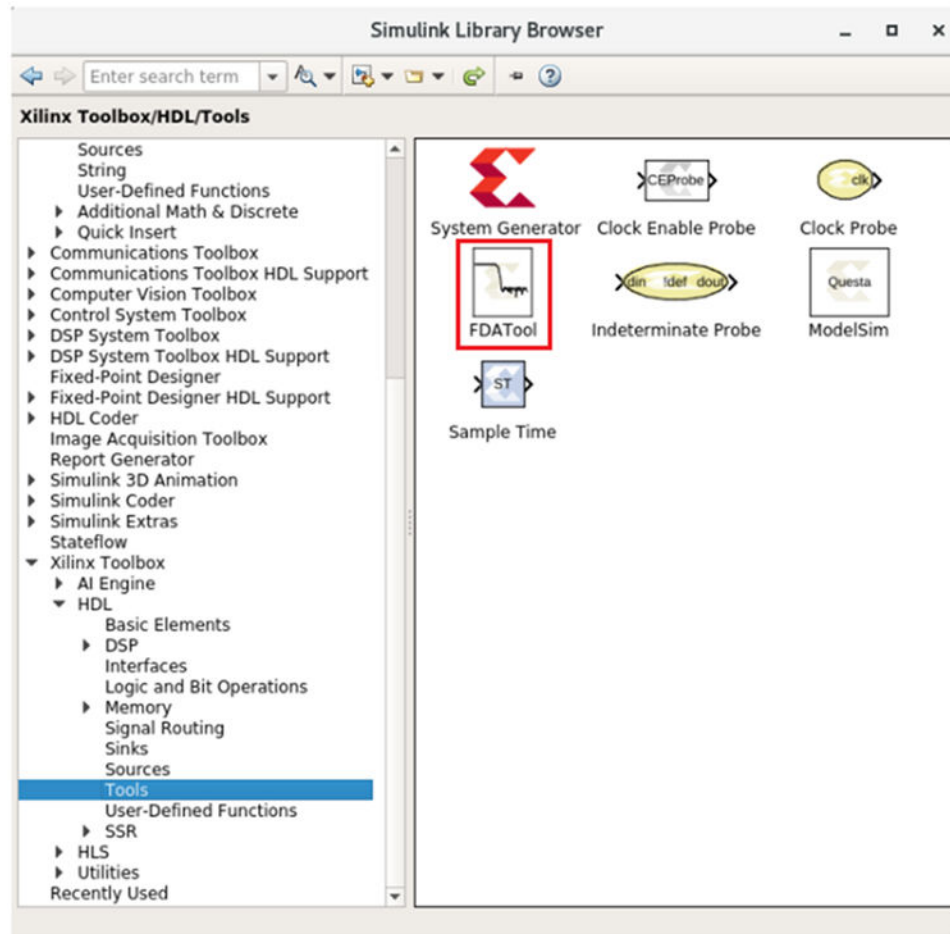 Simulink Library Browser
Enter search term
Xilinx Toolbox/HDL/Tools
Sources
String
User-Defined Functions
Additional Math & Discrete
Quick Insert
Communications Toolbox
Communications Toolbox HDL Support
Computer Vision Toolbox
Control System Toolbox
DSP System Toolbox
DSP System Toolbox HDL Support
Fixed-Point Designer
Fixed-Point Designer HDL Support
HDL Coder
Image Acquisition Toolbox
Report Generator
Simulink 3D Animation
Simulink Coder
Simulink Extras
Stateflow
Xilinx Toolbox
AI Engine
HDL
Basic Elements
DSP
Interfaces
Logic and Bit Operations
Memory
Signal Routing
Sinks
Sources
Tools
User-Defined Functions
SSR
HLS
Utilities
Recently Used
CEProbe
clk
System Generator
Clock Enable Probe
Clock Probe
din !def dout
Questa
FDATool
Indeterminate Probe
ModelSim
ST
Sample Time